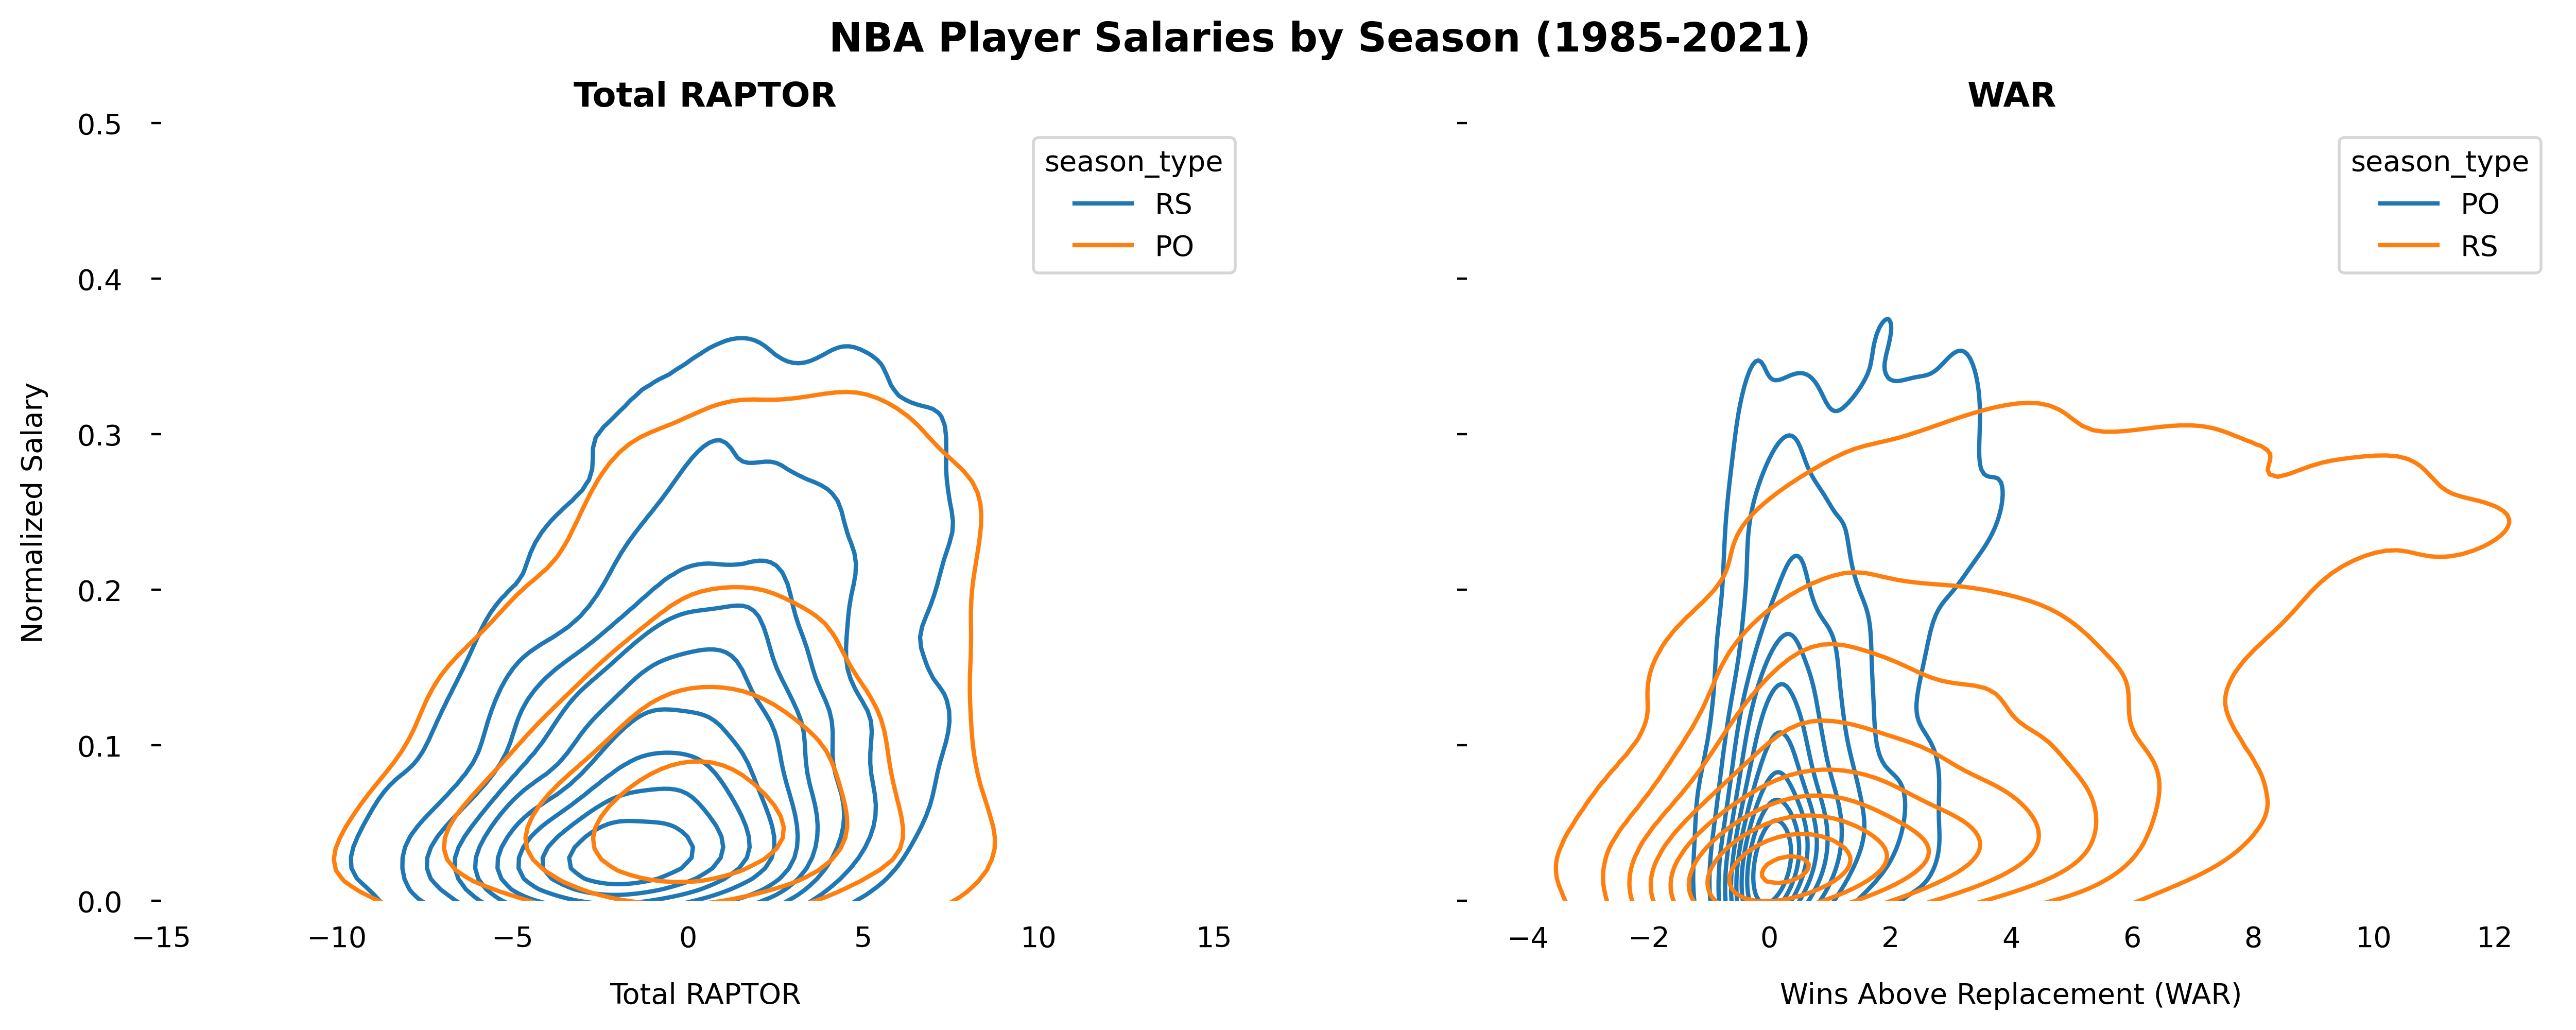 NBA Player Salaries by Season (1985-2021)
Total RAPTOR
0.5
0.4
0.3
0.2
0.1
0.0
Normalized Salary
−15 −10 −5 0 5 10 15
Total RAPTOR
season_type
RS
PO
WAR
season_type
PO
RS
−4 −2 0 2 4 6 8 10 12
Wins Above Replacement (WAR)